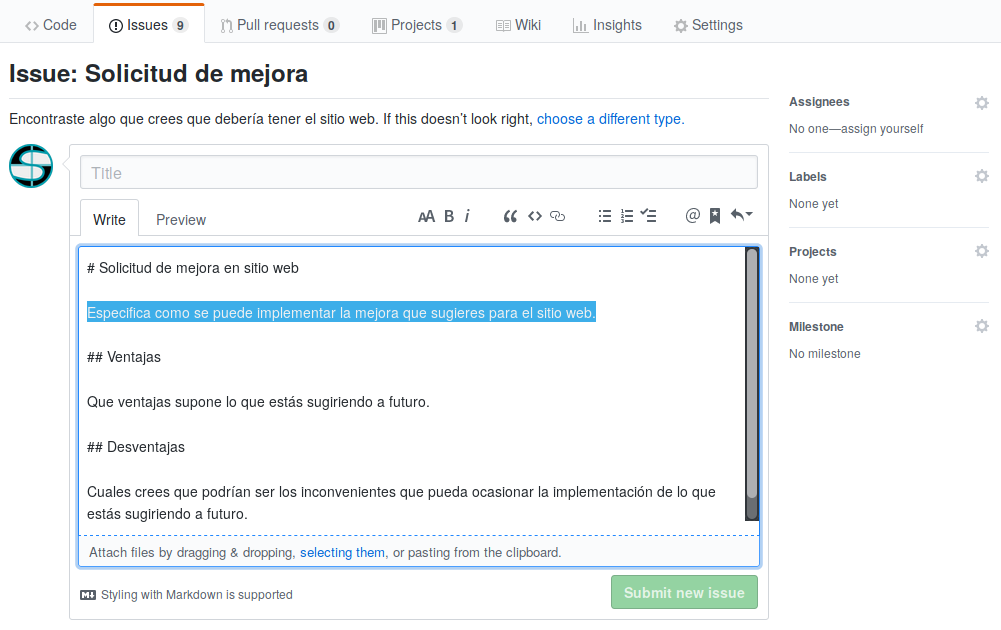 Code Issues 9 Pull requests 0 Projects 1 Wiki Insights Settings
Issue: Solicitud de mejora
Encontraste algo que crees que debería tener el sitio web. If this doesn’t look right, choose a different type.
Title
Write Preview AA B i @
# Solicitud de mejora en sitio web
Especifica como se puede implementar la mejora que sugieres para el sitio web.
## Ventajas
Que ventajas supone lo que estás sugiriendo a futuro.
## Desventajas
Cuales crees que podrían ser los inconvenientes que pueda ocasionar la implementación de lo que
estás sugiriendo a futuro.
Attach files by dragging & dropping, selecting them, or pasting from the clipboard.
Styling with Markdown is supported
Submit new issue
Assignees
No one—assign yourself
Labels
None yet
Projects
None yet
Milestone
No milestone